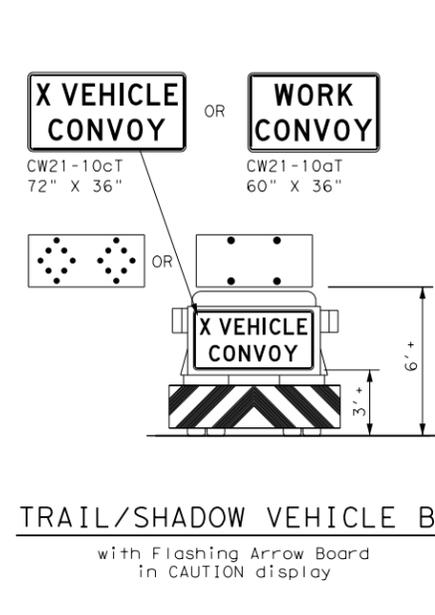 X VEHICLE
CONVOY
OR
WORK
CONVOY
CW21-10cT
72" X 36"
CW21-10aT
60" X 36"
OR
X VEHICLE
CONVOY
6' +
3' +
TRAIL/SHADOW VEHICLE B
with Flashing Arrow Board
in CAUTION display